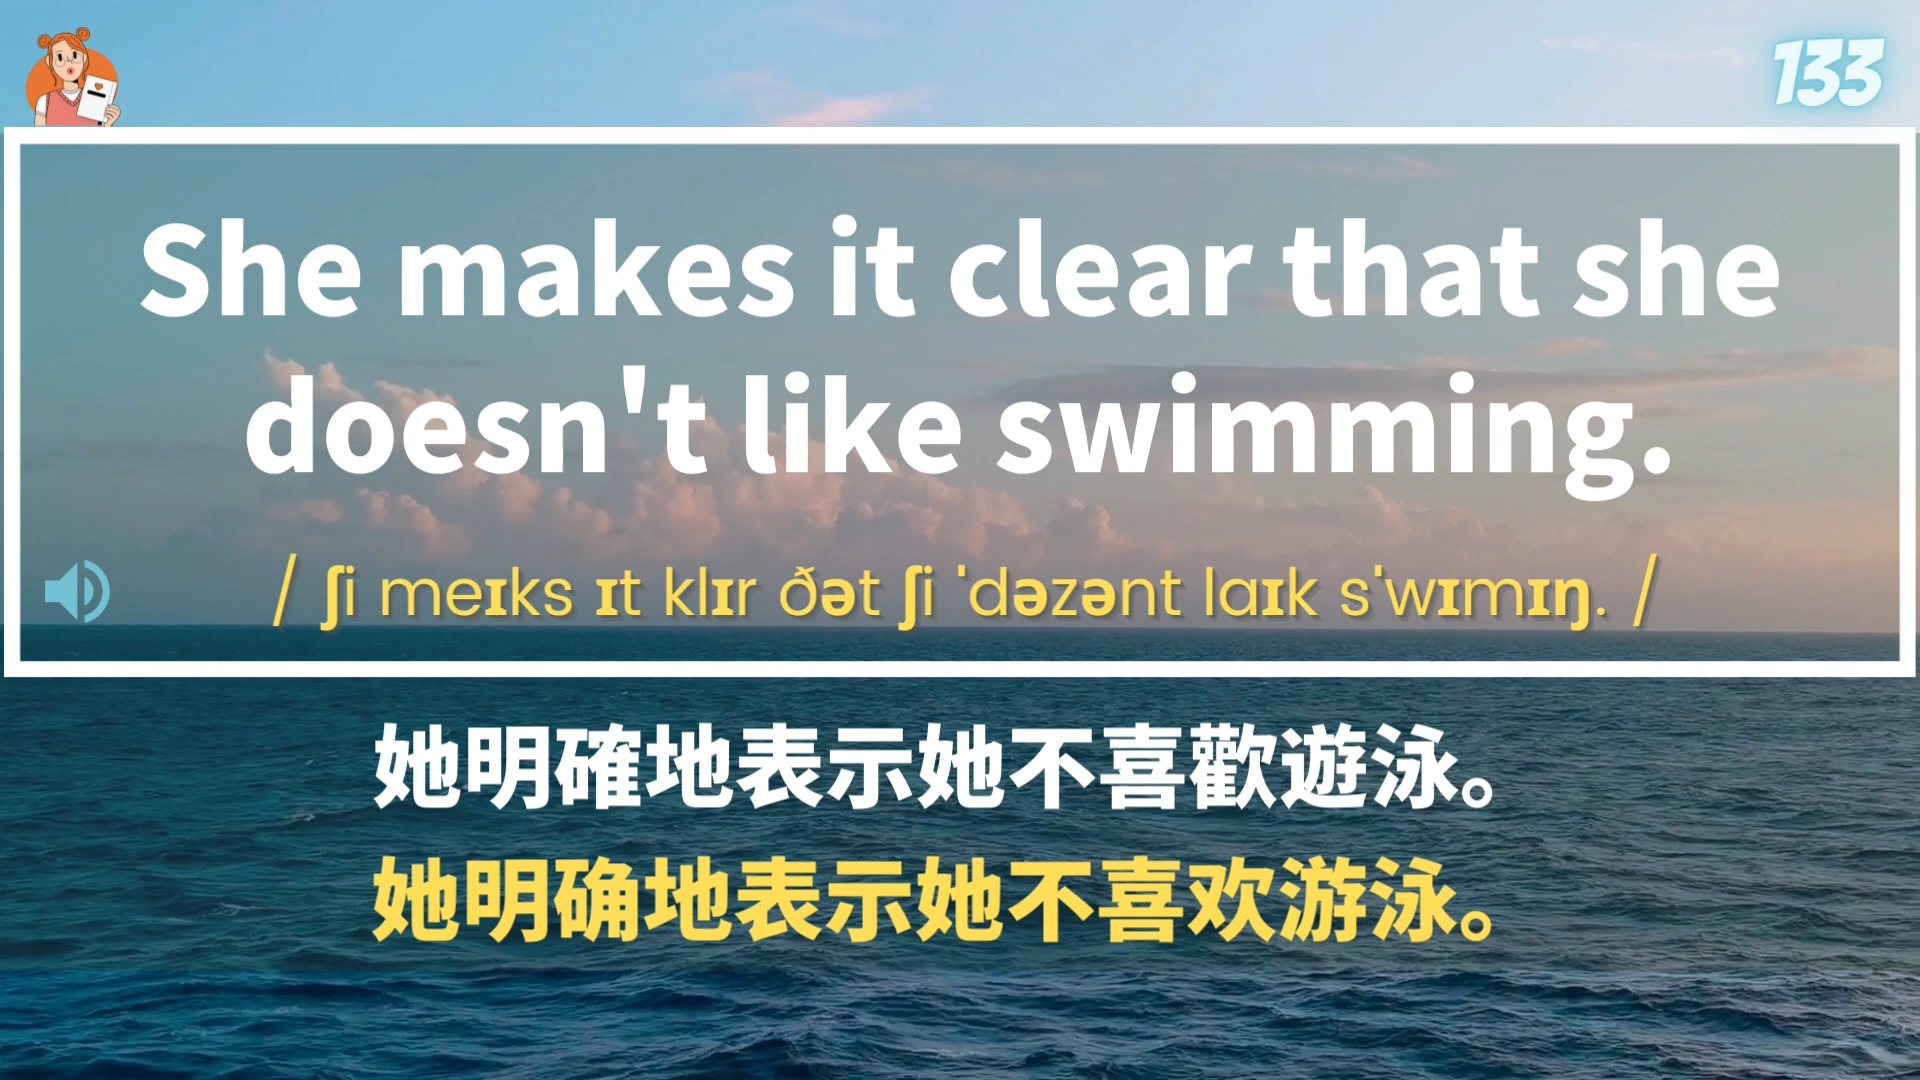 133
She makes it clear that she
doesn't like swimming.
/ ʃi meɪks ɪt klɪr ðət ʃi ˈdəzənt laɪk sˈwɪmɪŋ. /
她明確地表示她不喜歡遊泳。
她明确地表示她不喜欢游泳。